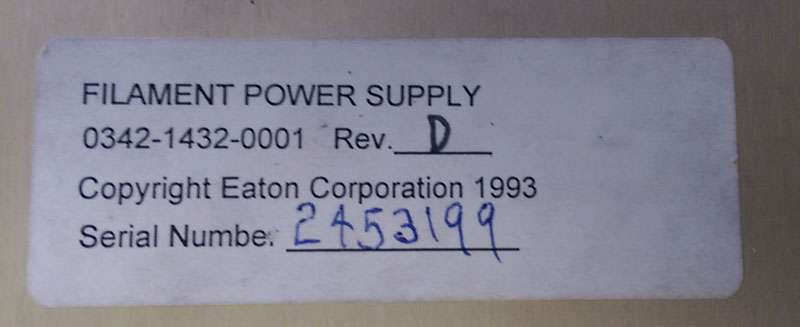 FILAMENT POWER SUPPLY
0342-1432-0001 Rev. D
Copyright Eaton Corporation 1993
Serial Numbe. 2453199